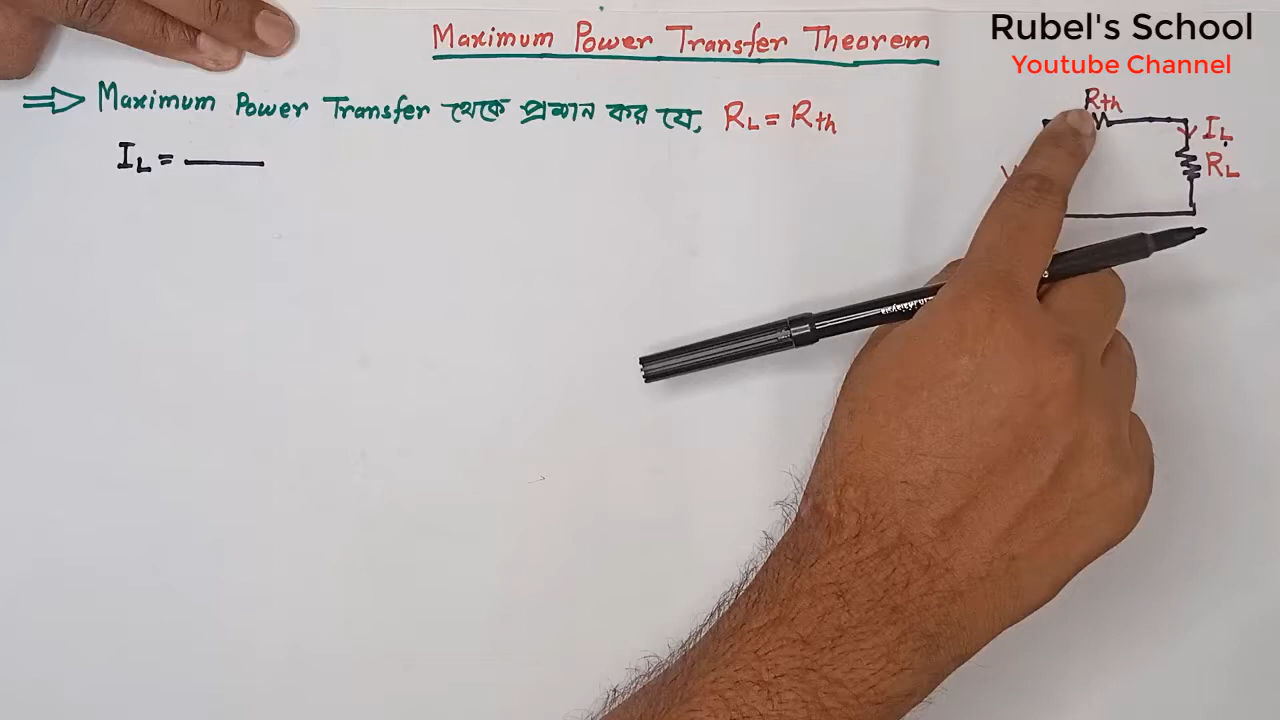 Maximum Power Transfer Theorem
Rubel's School
Youtube Channel
⇒ Maximum Power Transfer থেকে প্রমান কর যে, RL = Rth
IL =
Rth
IL
RL